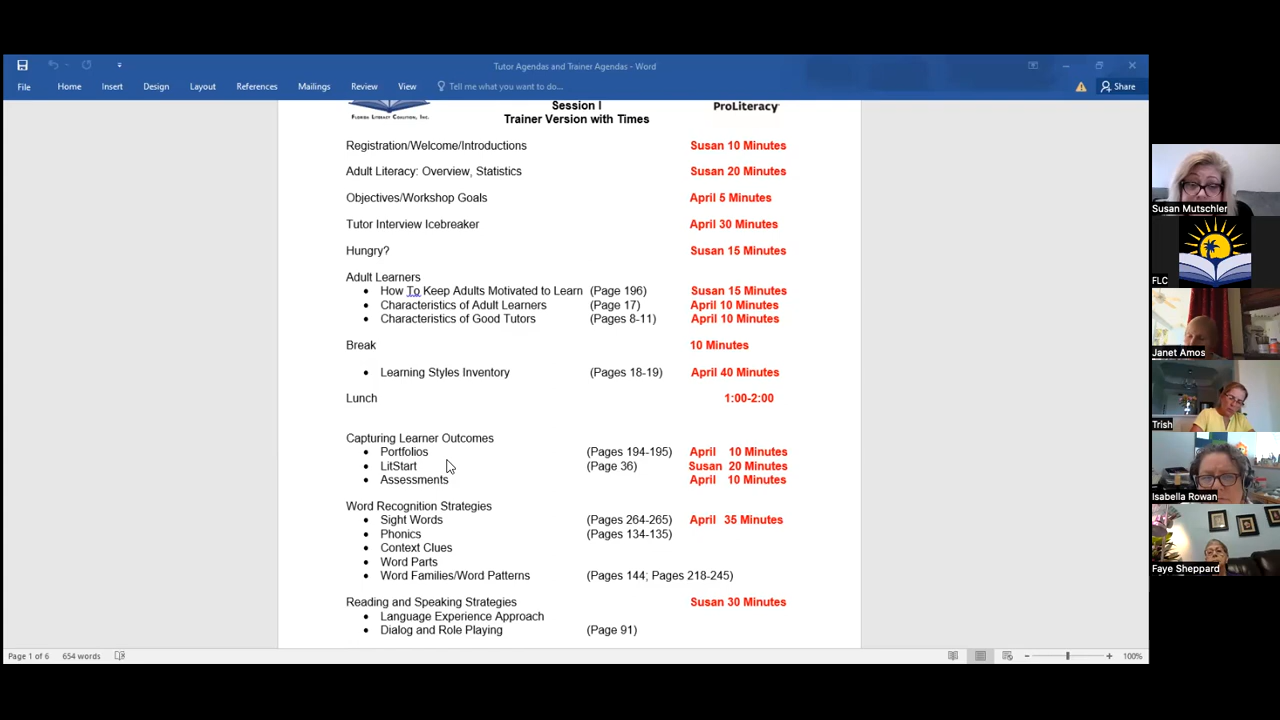 Tutor Agendas and Trainer Agendas - Word
File Home Insert Design Layout References Mailings Review View Tell me what you want to do... Share
FLORIDA LITERACY COALITION, INC.
Session I
Trainer Version with Times
ProLiteracy
Registration/Welcome/Introductions Susan 10 Minutes
Adult Literacy: Overview, Statistics Susan 20 Minutes
Objectives/Workshop Goals April 5 Minutes
Tutor Interview Icebreaker April 30 Minutes
Hungry? Susan 15 Minutes
Adult Learners
• How To Keep Adults Motivated to Learn (Page 196) Susan 15 Minutes
• Characteristics of Adult Learners (Page 17) April 10 Minutes
• Characteristics of Good Tutors (Pages 8-11) April 10 Minutes
Break 10 Minutes
• Learning Styles Inventory (Pages 18-19) April 40 Minutes
Lunch 1:00-2:00
Capturing Learner Outcomes
• Portfolios (Pages 194-195) April 10 Minutes
• LitStart (Page 36) Susan 20 Minutes
• Assessments April 10 Minutes
Word Recognition Strategies
• Sight Words (Pages 264-265) April 35 Minutes
• Phonics (Pages 134-135)
• Context Clues
• Word Parts
• Word Families/Word Patterns (Pages 144; Pages 218-245)
Reading and Speaking Strategies Susan 30 Minutes
• Language Experience Approach
• Dialog and Role Playing (Page 91)
Page 1 of 6 654 words 100%
Susan Mutschler
FLC
Janet Amos
Trish
Isabella Rowan
Faye Sheppard